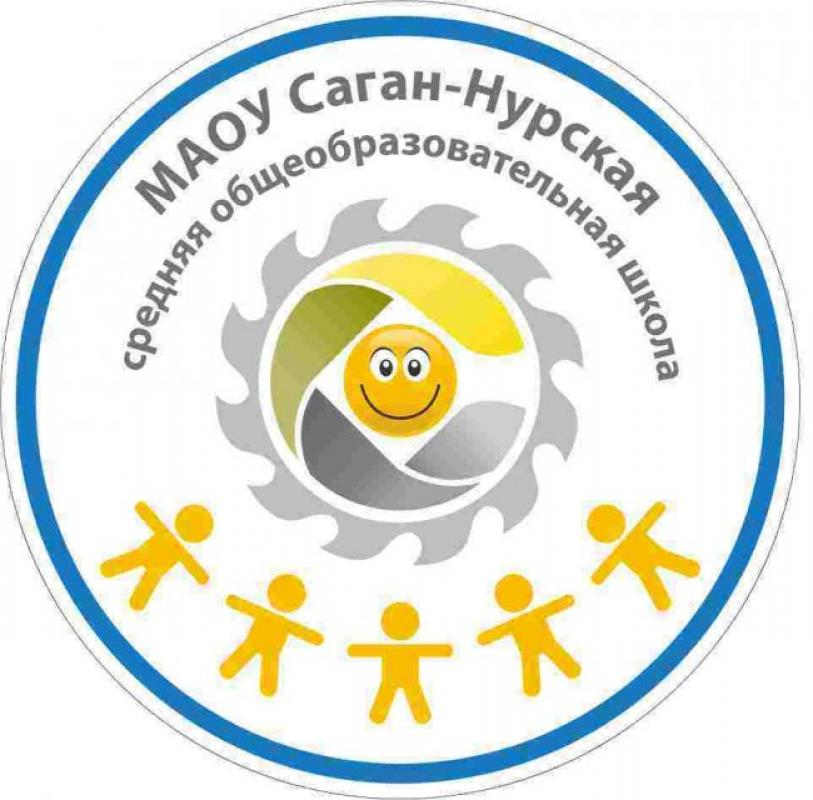 МАОУ Саган-Нурская
средняя общеобразовательная школа